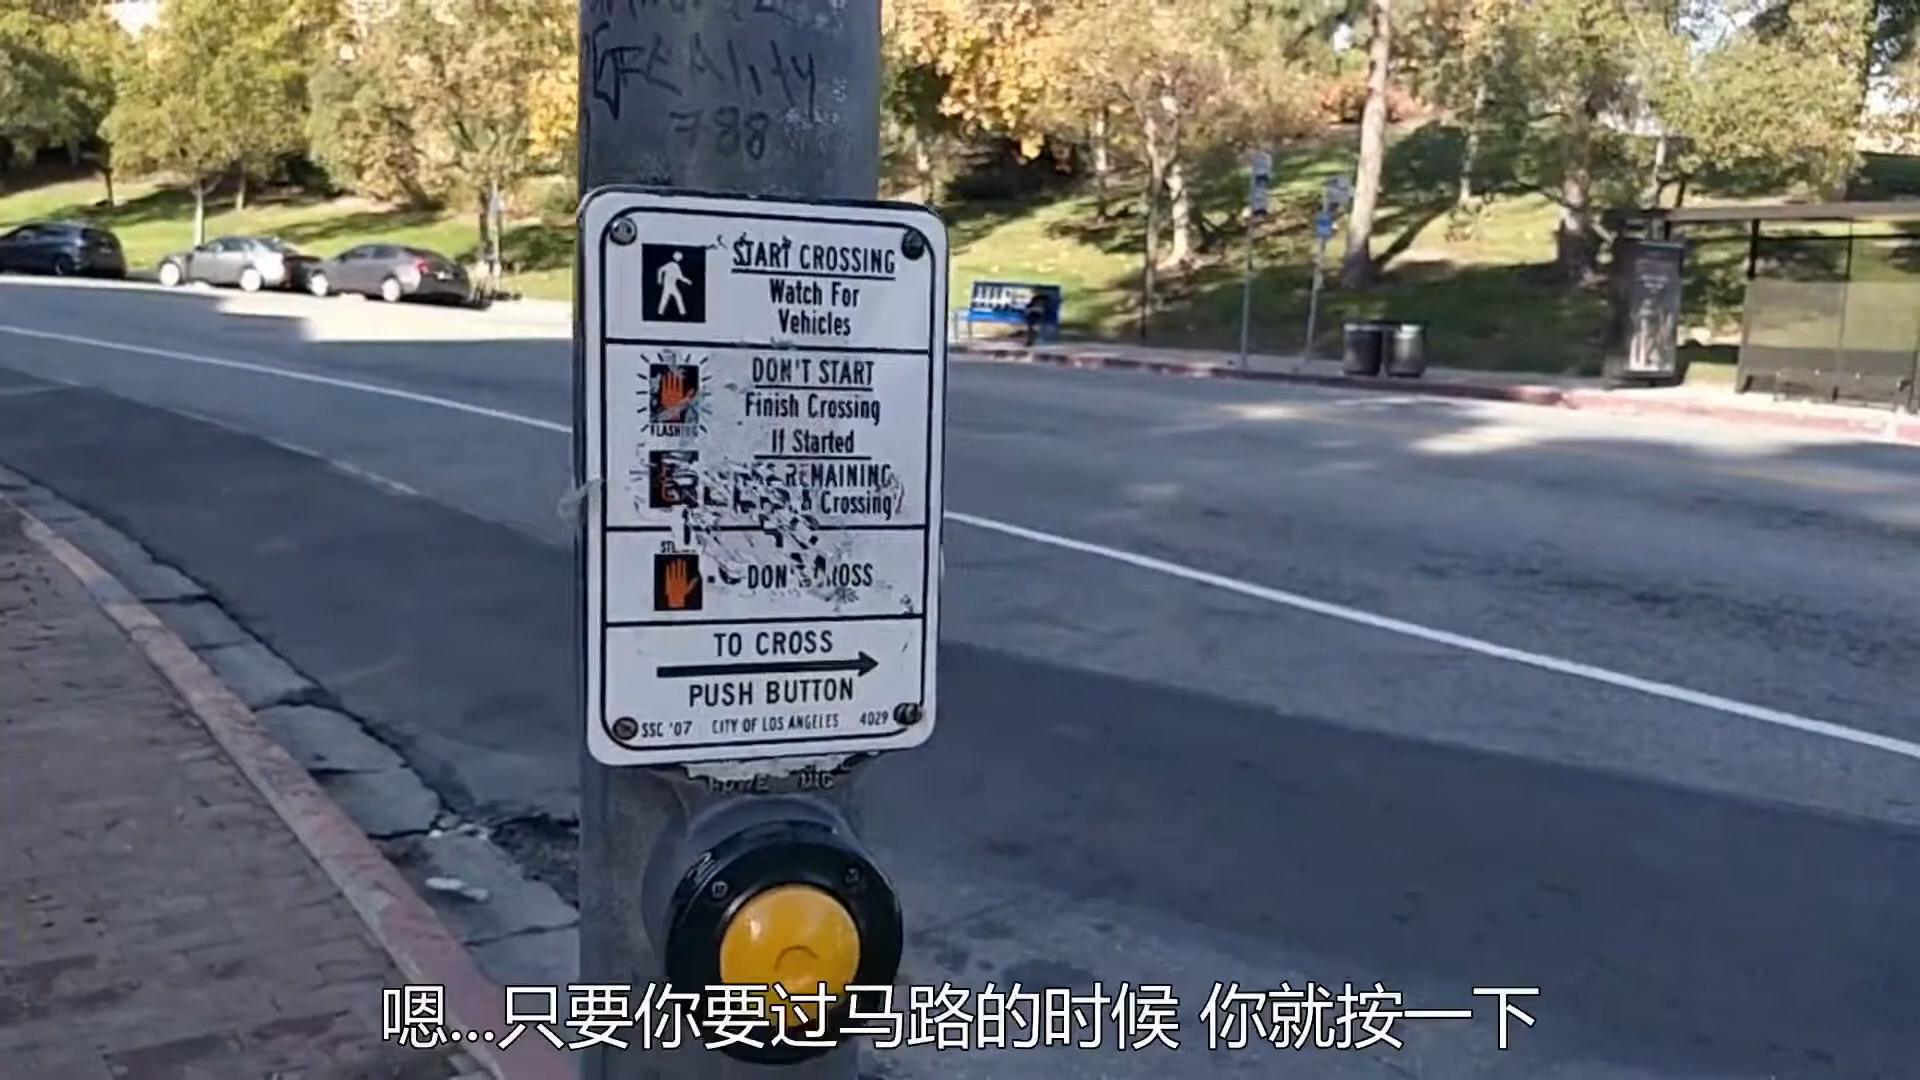 788
START CROSSING
Watch For
Vehicles
DON'T START
Finish Crossing
If Started
FLASHING
REMAINING
Crossing
DON'T CROSS
TO CROSS
PUSH BUTTON
SSC '07 CITY OF LOS ANGELES 4029
嗯...只要你要过马路的时候 你就按一下